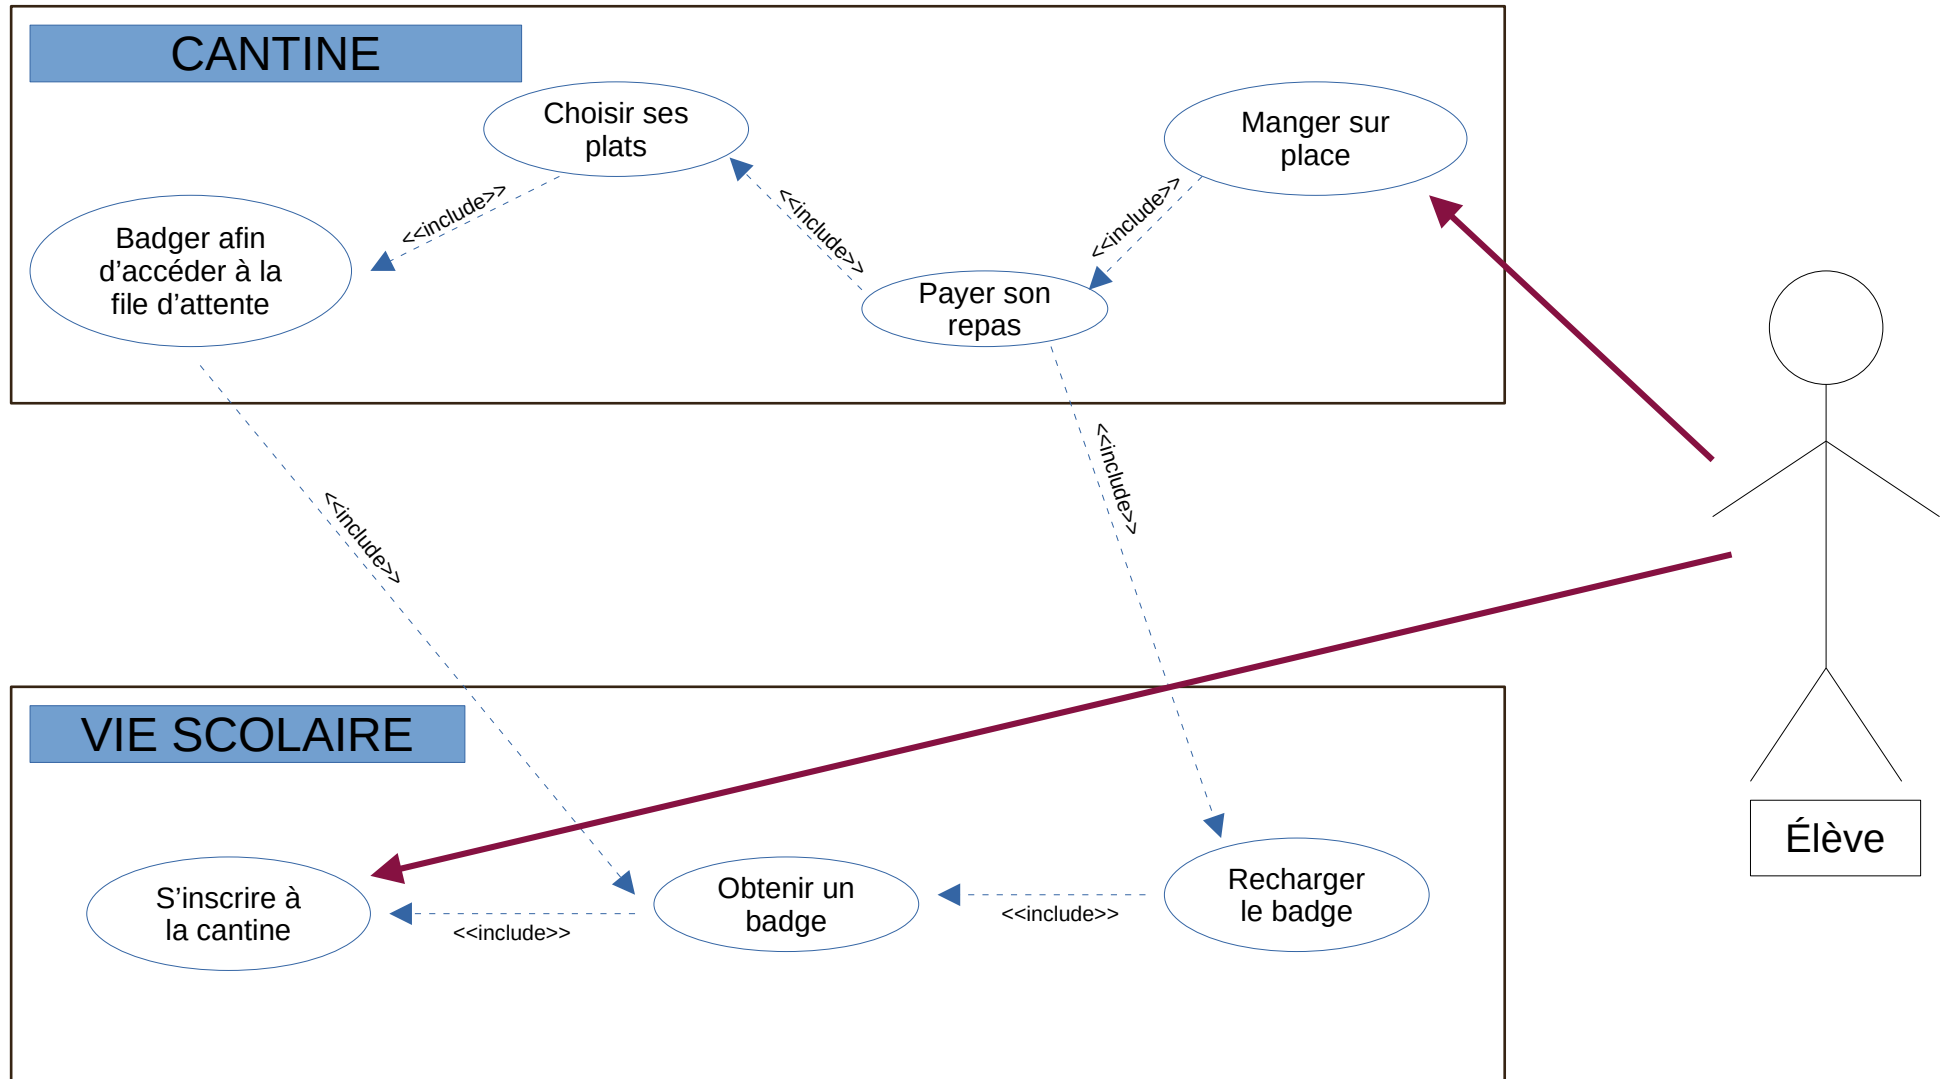 CANTINE
Choisir ses
plats
Manger sur
place
<<include>>
<<include>>
<<include>>
Badger afin
d’accéder à la
file d’attente
Payer son
repas
<<include>>
<<include>>
VIE SCOLAIRE
Élève
S’inscrire à
la cantine
Obtenir un
badge
Recharger
le badge
<<include>>
<<include>>